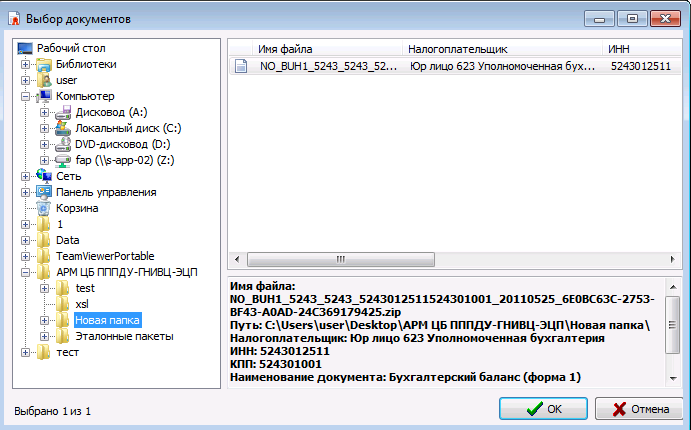 Выбор документов
Рабочий стол
Библиотеки
user
Компьютер
Дисковод (A:)
Локальный диск (C:)
DVD-дисковод (D:)
fap (\\s-app-02) (Z:)
Сеть
Панель управления
Корзина
1
Data
TeamViewerPortable
АРМ ЦБ ПППДУ-ГНИВЦ-ЭЦП
test
xsl
Новая папка
Эталонные пакеты
тест
Имя файла Налогоплательщик ИНН
NO_BUH1_5243_5243_52... Юр лицо 623 Уполномоченная бух... 5243012511
Имя файла:
NO_BUH1_5243_5243_5243012511524301001_20110525_6E0BC63C-2753-
BF43-A0AD-24C369179425.zip
Путь: C:\Users\user\Desktop\АРМ ЦБ ПППДУ-ГНИВЦ-ЭЦП\Новая папка\
Налогоплательщик: Юр лицо 623 Уполномоченная бухгалтерия
ИНН: 5243012511
КПП: 524301001
Наименование документа: Бухгалтерский баланс (форма 1)
Выбрано 1 из 1
OK
Отмена